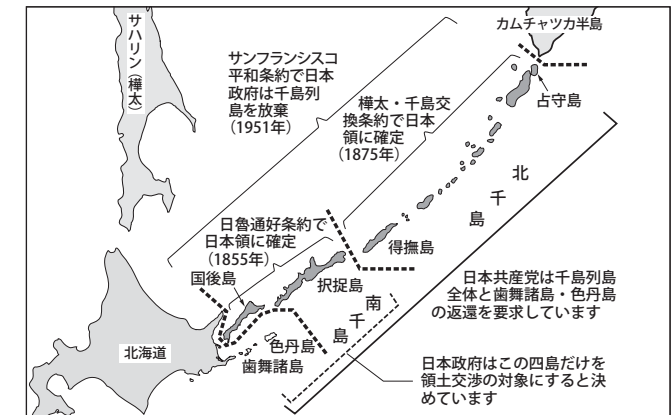 カムチャツカ半島
サハリン（樺太）
サンフランシスコ
平和条約で日本
政府は千島列
島を放棄
（1951年）
樺太・千島交
換条約で日本
領に確定
（1875年）
占守島
北千島
日魯通好条約で
日本領に確定
（1855年）
国後島
得撫島
択捉島
南千島
日本共産党は千島列島
全体と歯舞諸島・色丹島
の返還を要求しています
北海道
色丹島
歯舞諸島
日本政府はこの四島だけを
領土交渉の対象にすると決
めています